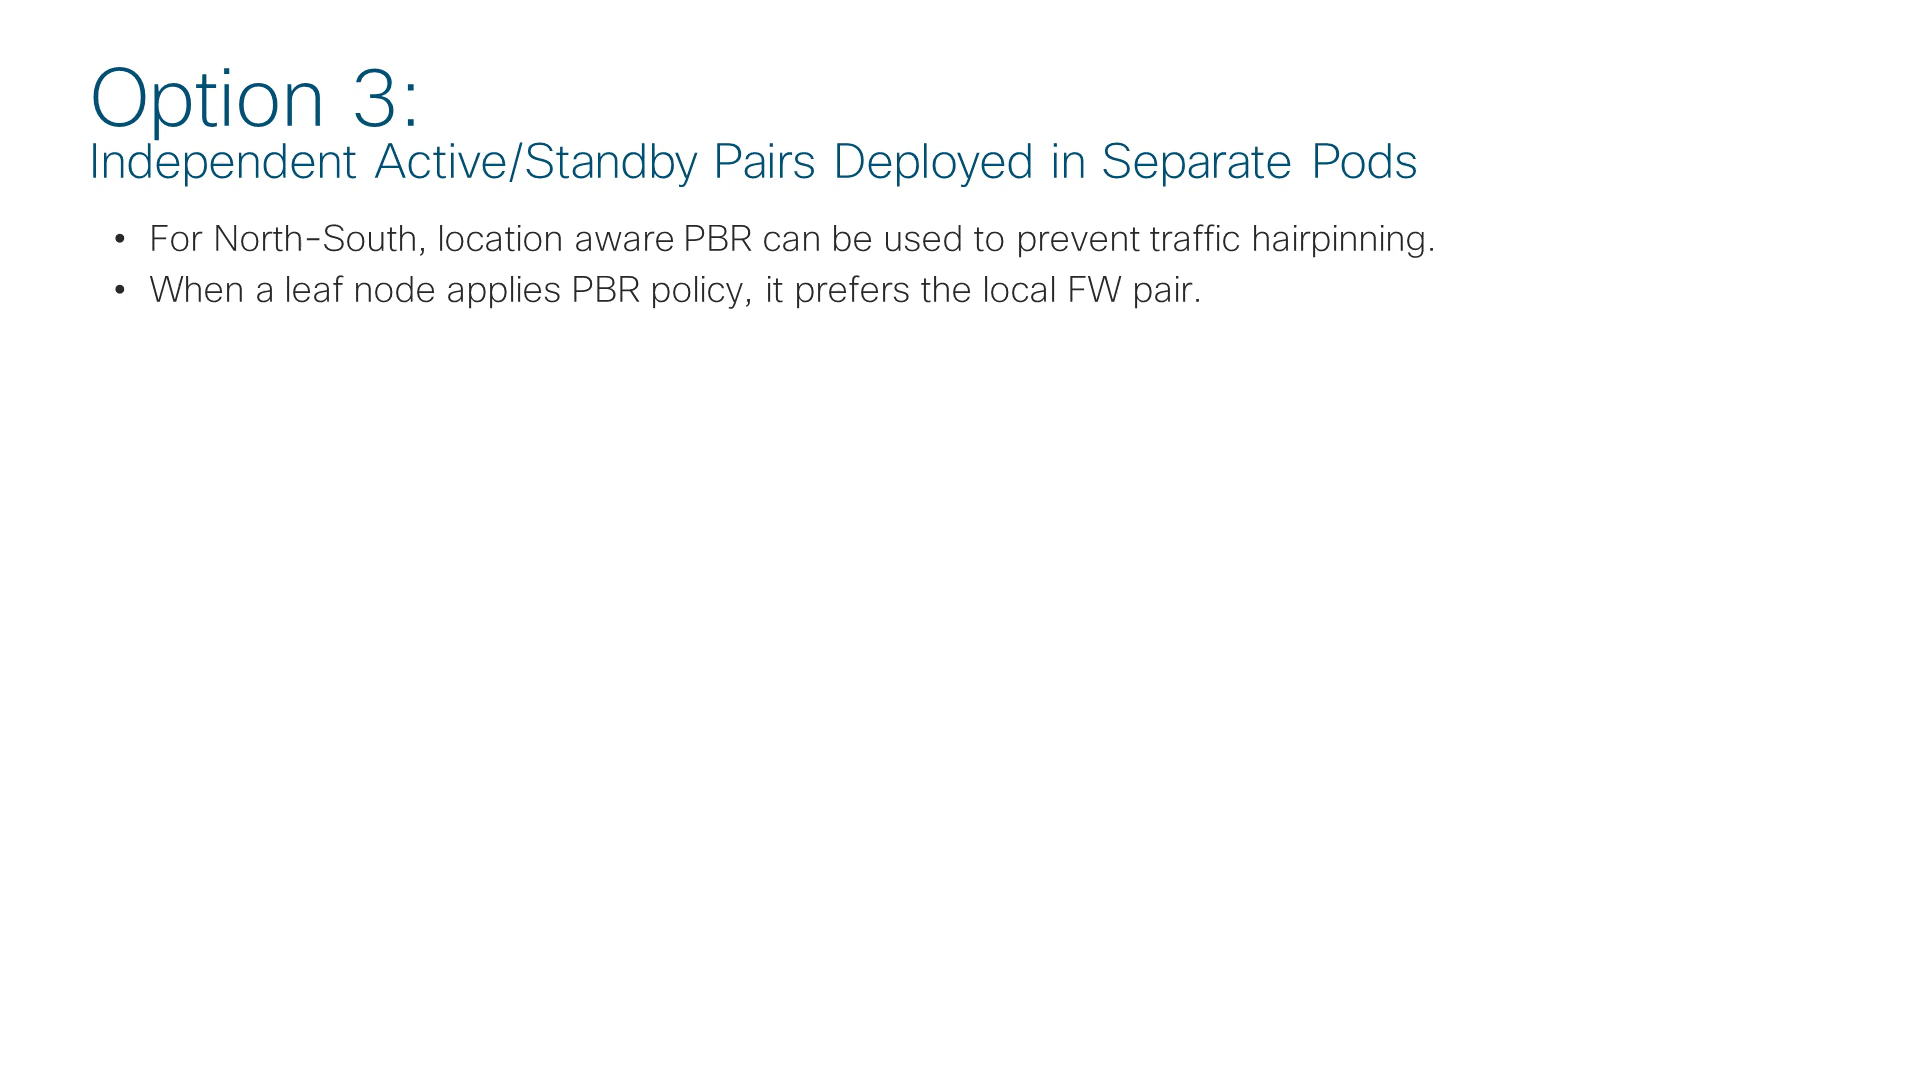 Option 3:
Independent Active/Standby Pairs Deployed in Separate Pods
• For North-South, location aware PBR can be used to prevent traffic hairpinning.
• When a leaf node applies PBR policy, it prefers the local FW pair.